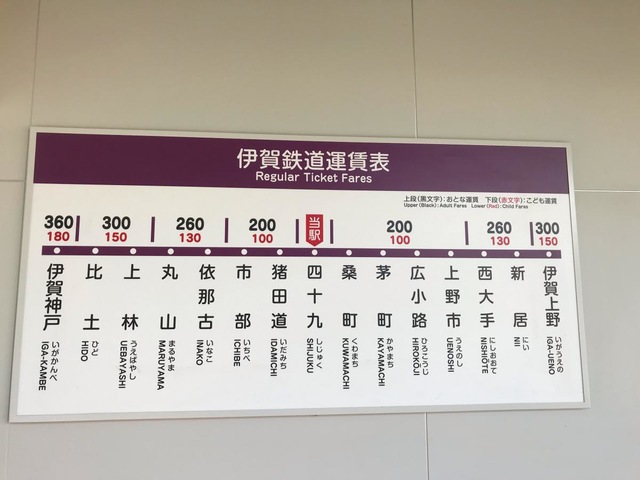 伊賀鉄道運賃表
Regular Ticket Fares
上段(黒文字):おとな運賃 下段(赤文字):こども運賃
Upper (Black):Adult Fares Lower (Red):Child Fares
360 300 260 200 当駅 200 260 300
180 150 130 100 100 130 150
伊賀神戸 いがかんべ IGA-KAMBE
比土 ひど HIDO
上林 うえばやし UEBAYASHI
丸山 まるやま MARUYAMA
依那古 いなこ INAKO
市部 いちべ ICHIBE
猪田道 いだみち IDAMICHI
四十九 しじゅく SHIJUKU
桑町 くわまち KUWAMACHI
茅町 かやまち KAYAMACHI
広小路 ひろこうじ HIROKŌJI
上野市 うえのし UENOSHI
西大手 にしおおて NISHIŌTE
新居 にい NII
伊賀上野 いがうえの IGA-UENO